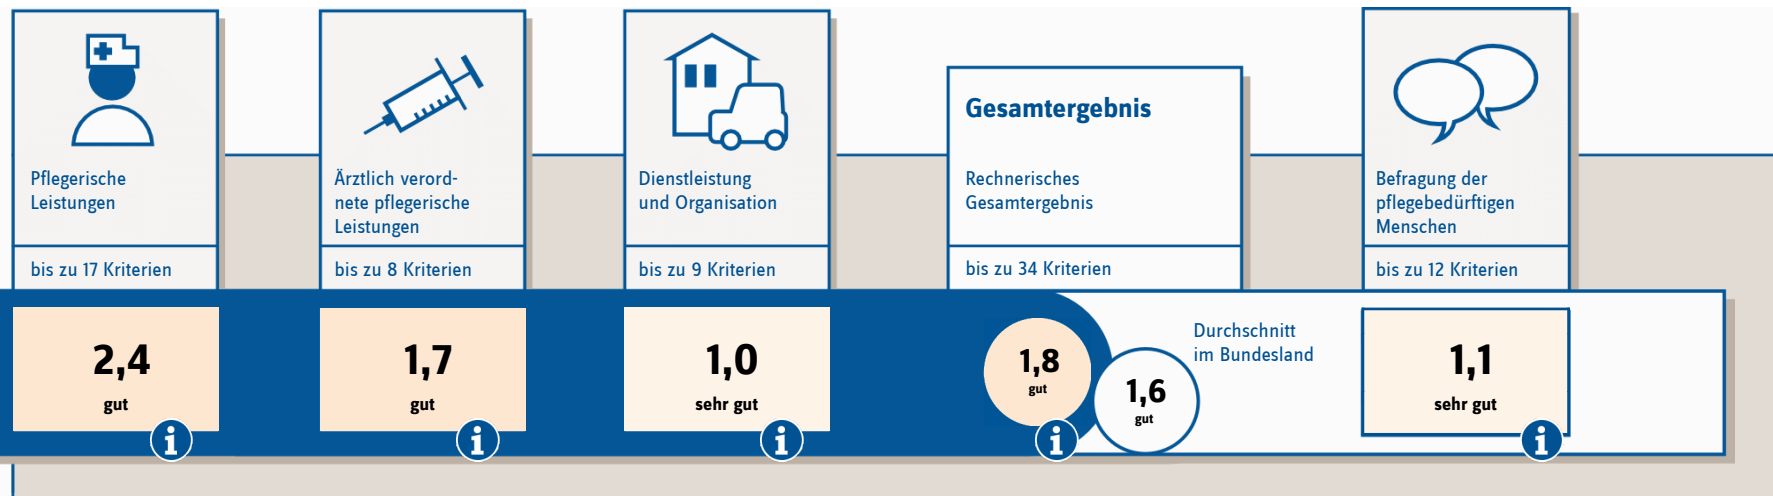 Pflegerische
Leistungen
bis zu 17 Kriterien
2,4
gut
i
Ärztlich verord-
nete pflegerische
Leistungen
bis zu 8 Kriterien
1,7
gut
i
Dienstleistung
und Organisation
bis zu 9 Kriterien
1,0
sehr gut
i
Gesamtergebnis
Rechnerisches
Gesamtergebnis
bis zu 34 Kriterien
1,8
gut
i
Durchschnitt
im Bundesland
1,6
gut
Befragung der
pflegebedürftigen
Menschen
bis zu 12 Kriterien
1,1
sehr gut
i